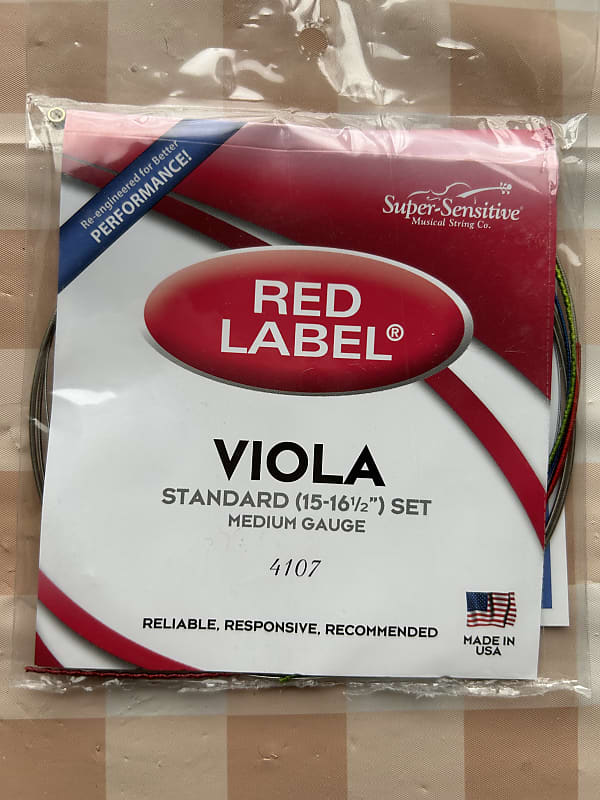 Re-engineered for Better
PERFORMANCE!
Super-Sensitive®
Musical String Co.
RED
LABEL®
VIOLA
STANDARD (15-16½") SET
MEDIUM GAUGE
4107
RELIABLE, RESPONSIVE, RECOMMENDED
MADE IN
USA